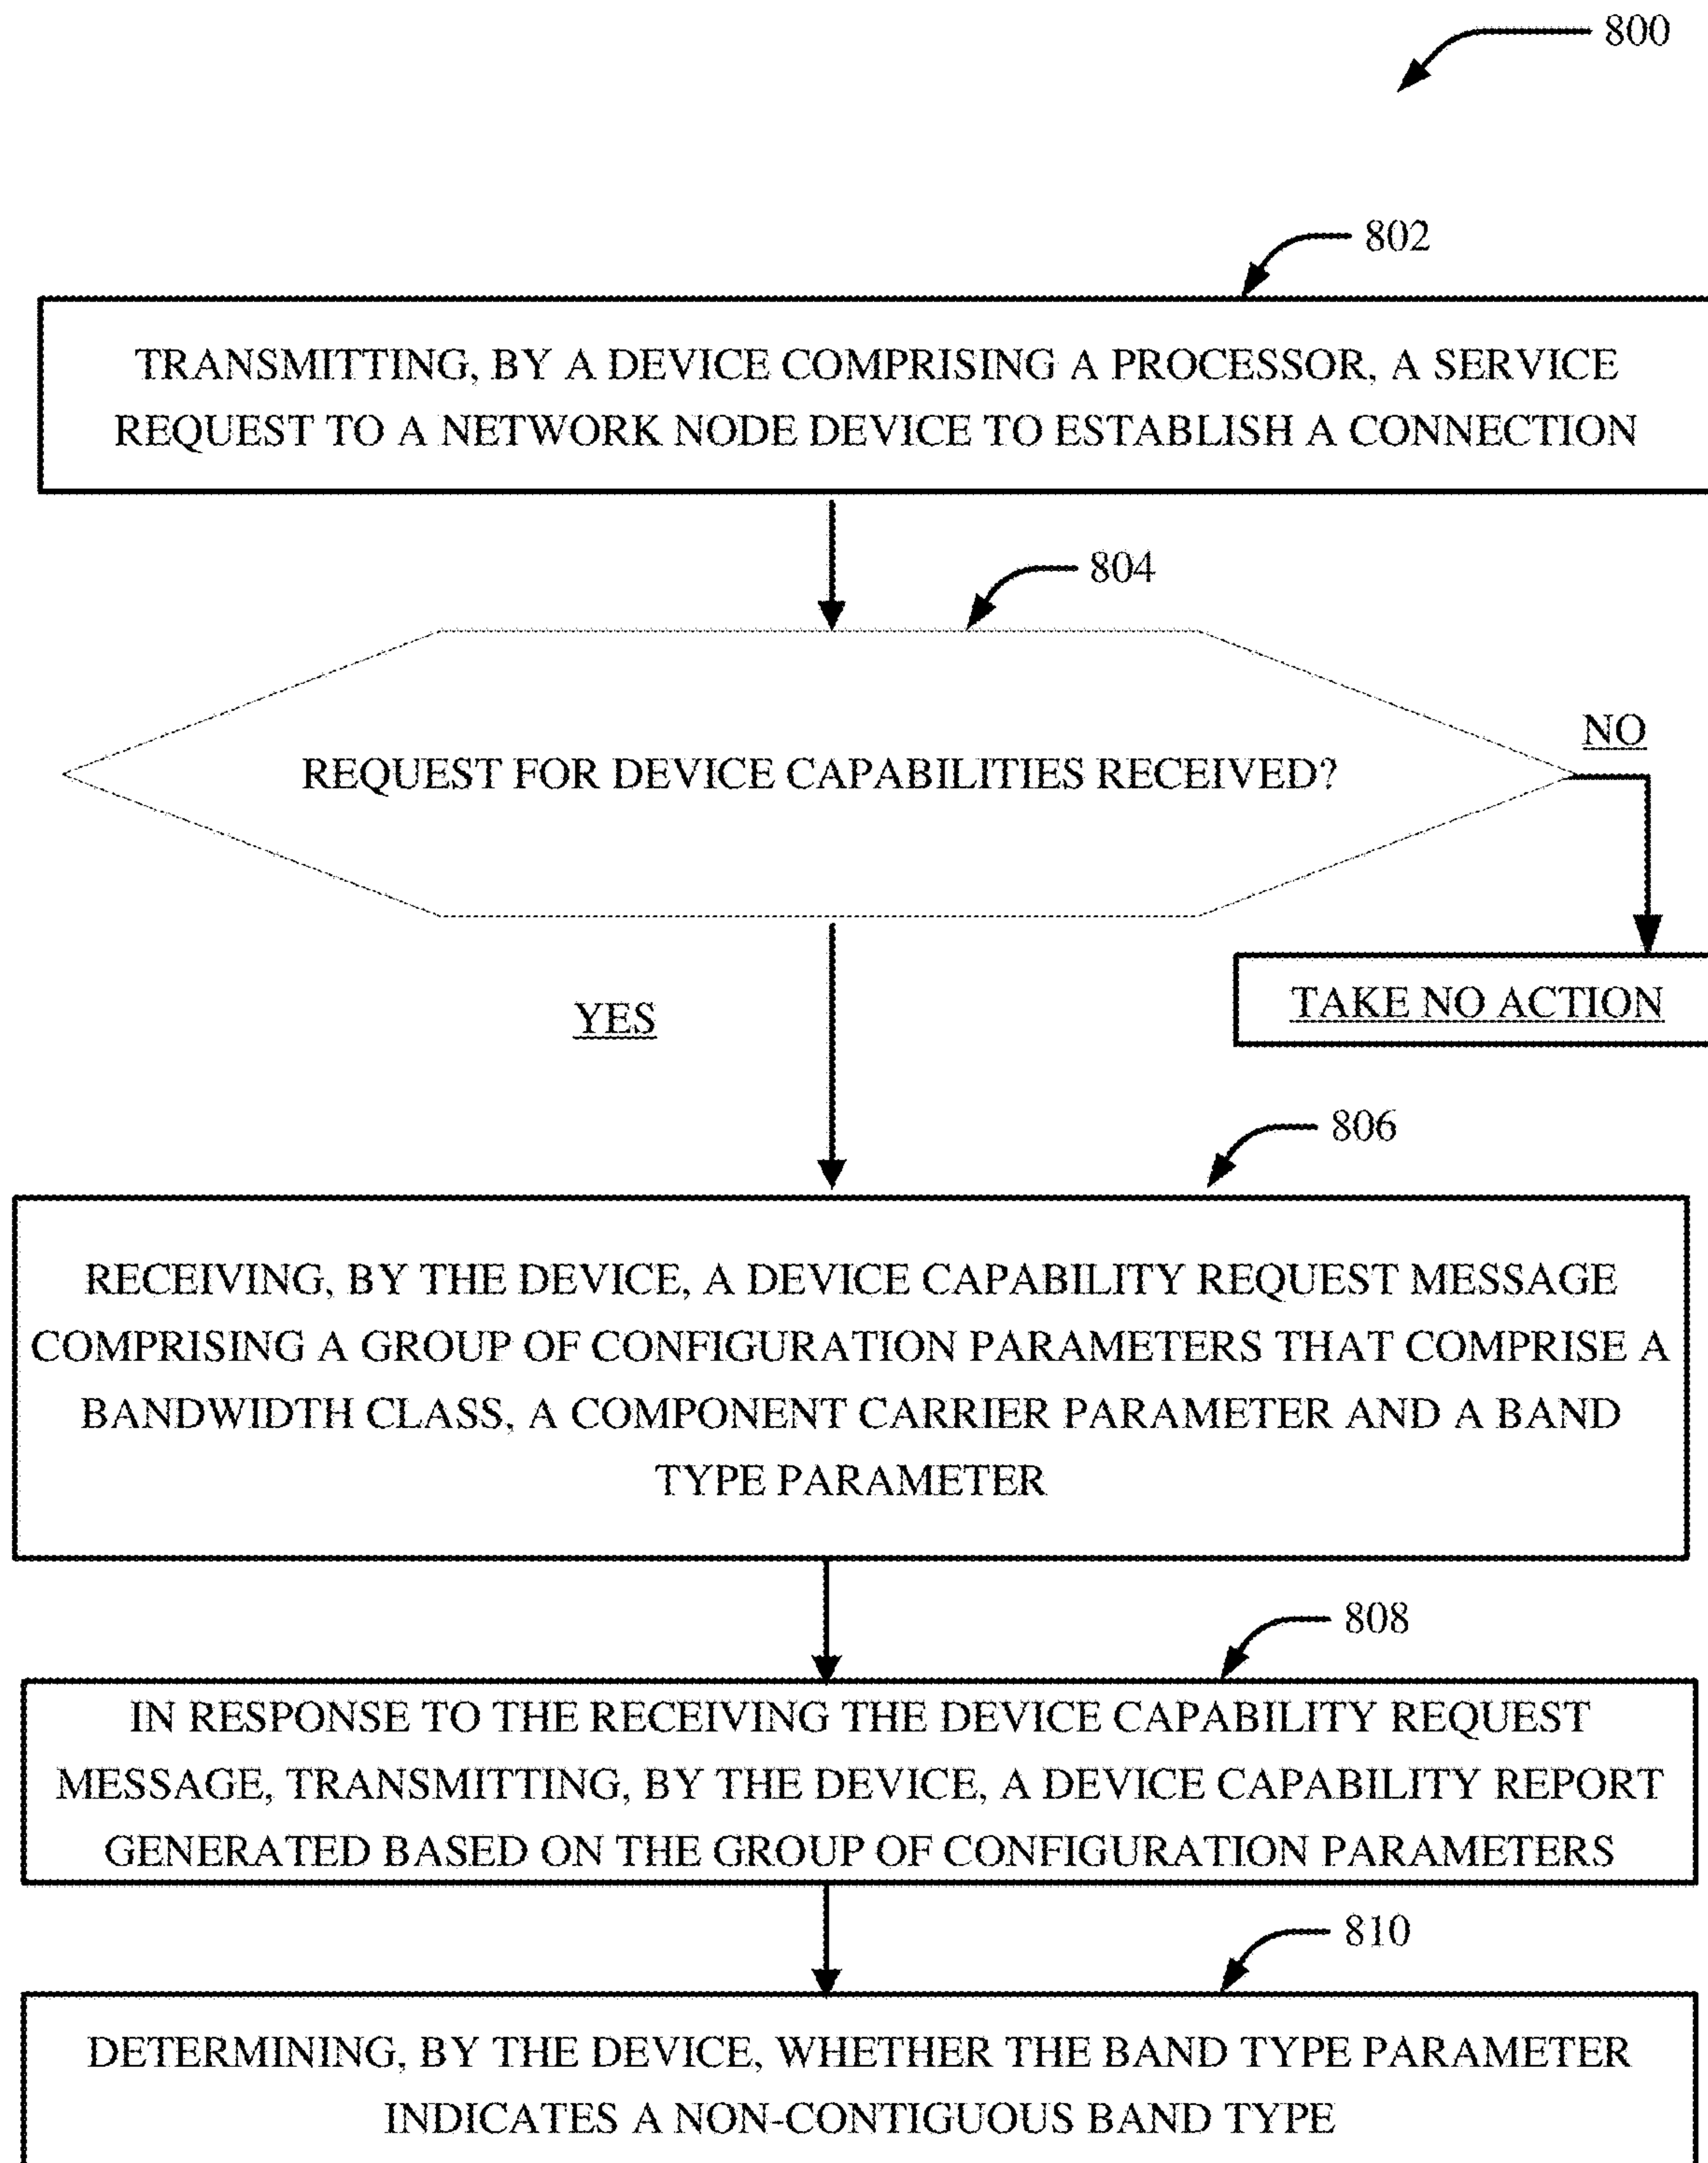 800
802
TRANSMITTING, BY A DEVICE COMPRISING A PROCESSOR, A SERVICE
REQUEST TO A NETWORK NODE DEVICE TO ESTABLISH A CONNECTION
804
REQUEST FOR DEVICE CAPABILITIES RECEIVED?
NO
TAKE NO ACTION
YES
806
RECEIVING, BY THE DEVICE, A DEVICE CAPABILITY REQUEST MESSAGE
COMPRISING A GROUP OF CONFIGURATION PARAMETERS THAT COMPRISE A
BANDWIDTH CLASS, A COMPONENT CARRIER PARAMETER AND A BAND
TYPE PARAMETER
808
IN RESPONSE TO THE RECEIVING THE DEVICE CAPABILITY REQUEST
MESSAGE, TRANSMITTING, BY THE DEVICE, A DEVICE CAPABILITY REPORT
GENERATED BASED ON THE GROUP OF CONFIGURATION PARAMETERS
810
DETERMINING, BY THE DEVICE, WHETHER THE BAND TYPE PARAMETER
INDICATES A NON-CONTIGUOUS BAND TYPE